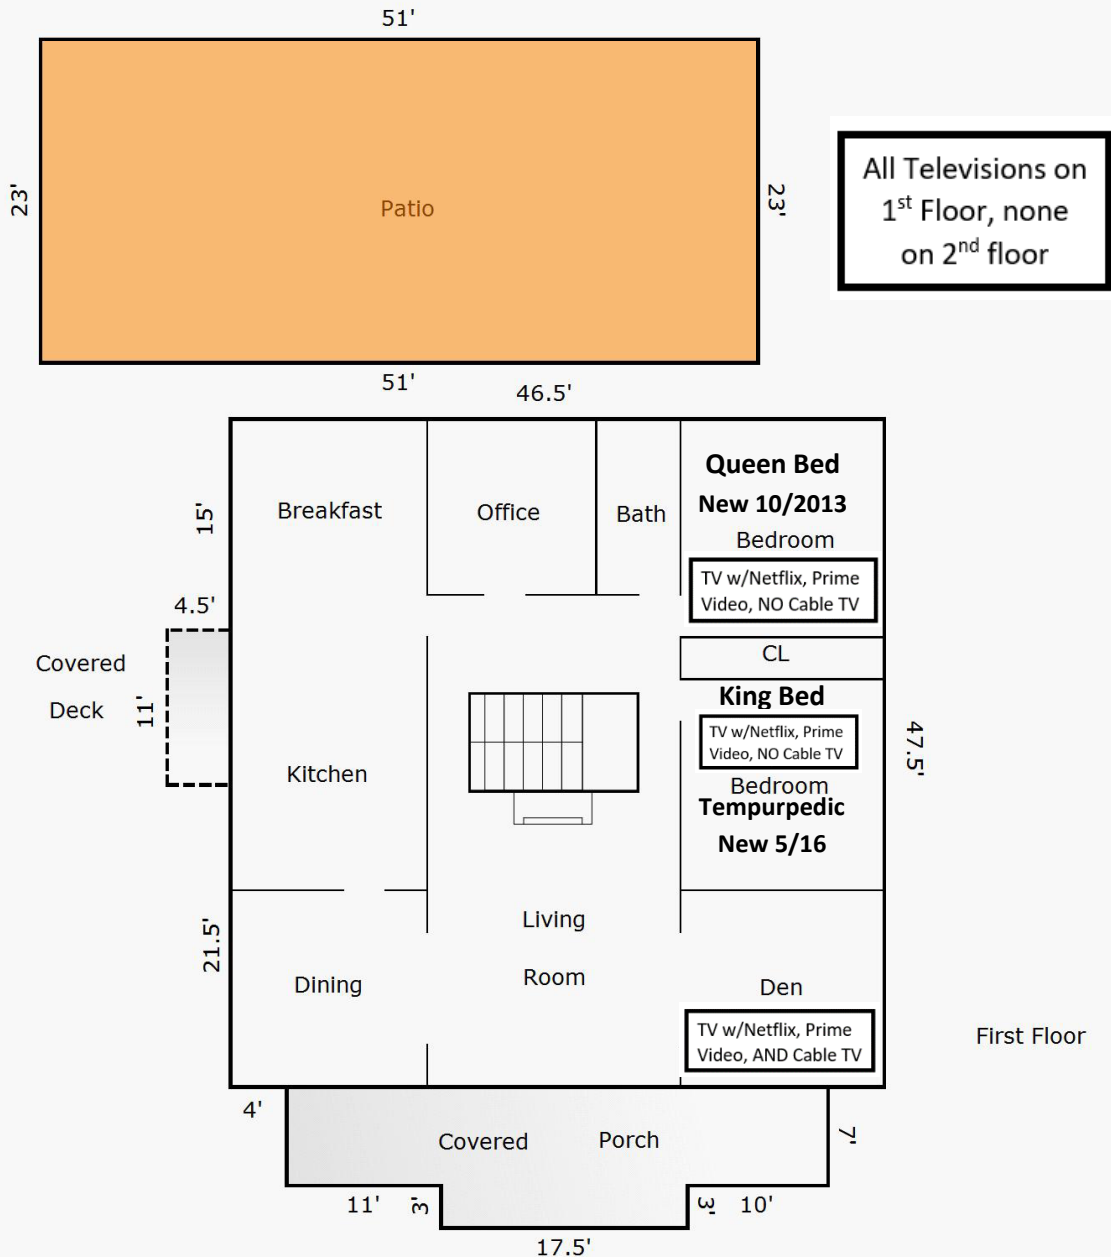 51'
23'
Patio
23'
All Televisions on
1st Floor, none
on 2nd floor
51'
46.5'
15'
Breakfast
Office
Bath
Queen Bed
New 10/2013
Bedroom
TV w/Netflix, Prime
Video, NO Cable TV
4.5'
Covered
Deck
11'
CL
King Bed
TV w/Netflix, Prime
Video, NO Cable TV
Bedroom
Tempurpedic
New 5/16
47.5'
Kitchen
21.5'
Living
Room
Dining
Den
TV w/Netflix, Prime
Video, AND Cable TV
First Floor
4'
Covered Porch
7'
11'
3'
3'
10'
17.5'